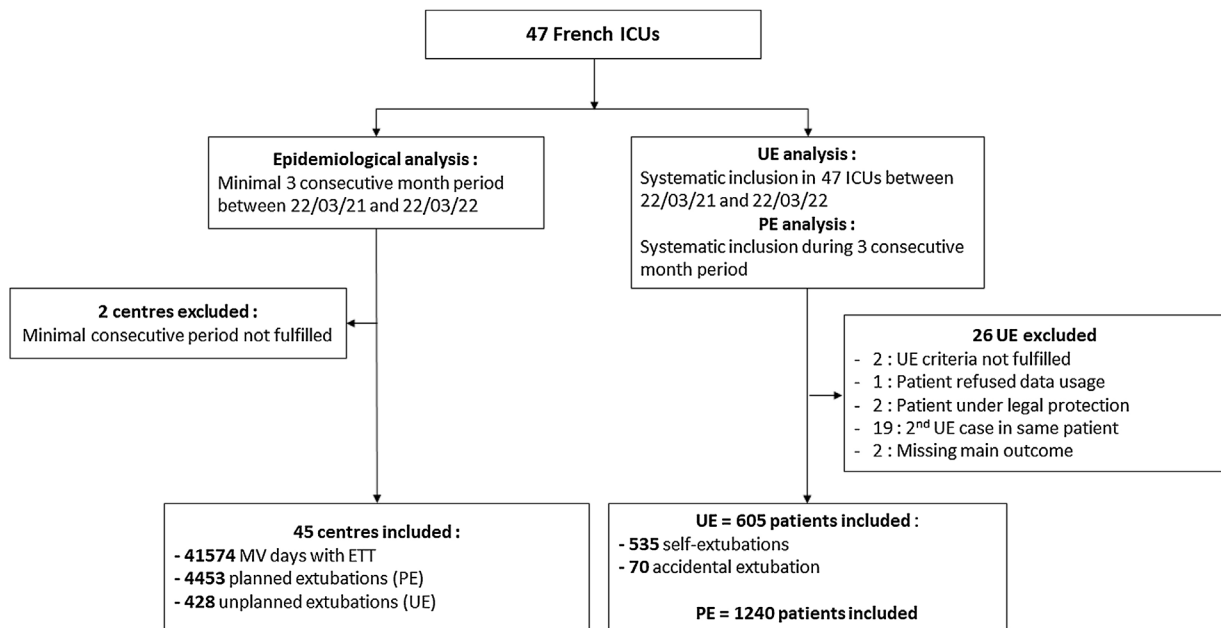 47 French ICUs
Epidemiological analysis :
Minimal 3 consecutive month period
between 22/03/21 and 22/03/22
UE analysis :
Systematic inclusion in 47 ICUs between
22/03/21 and 22/03/22
PE analysis :
Systematic inclusion during 3 consecutive
month period
2 centres excluded :
Minimal consecutive period not fulfilled
26 UE excluded
- 2 : UE criteria not fulfilled
- 1 : Patient refused data usage
- 2 : Patient under legal protection
- 19 : 2nd UE case in same patient
- 2 : Missing main outcome
45 centres included :
- 41574 MV days with ETT
- 4453 planned extubations (PE)
- 428 unplanned extubations (UE)
UE = 605 patients included :
- 535 self-extubations
- 70 accidental extubation
PE = 1240 patients included